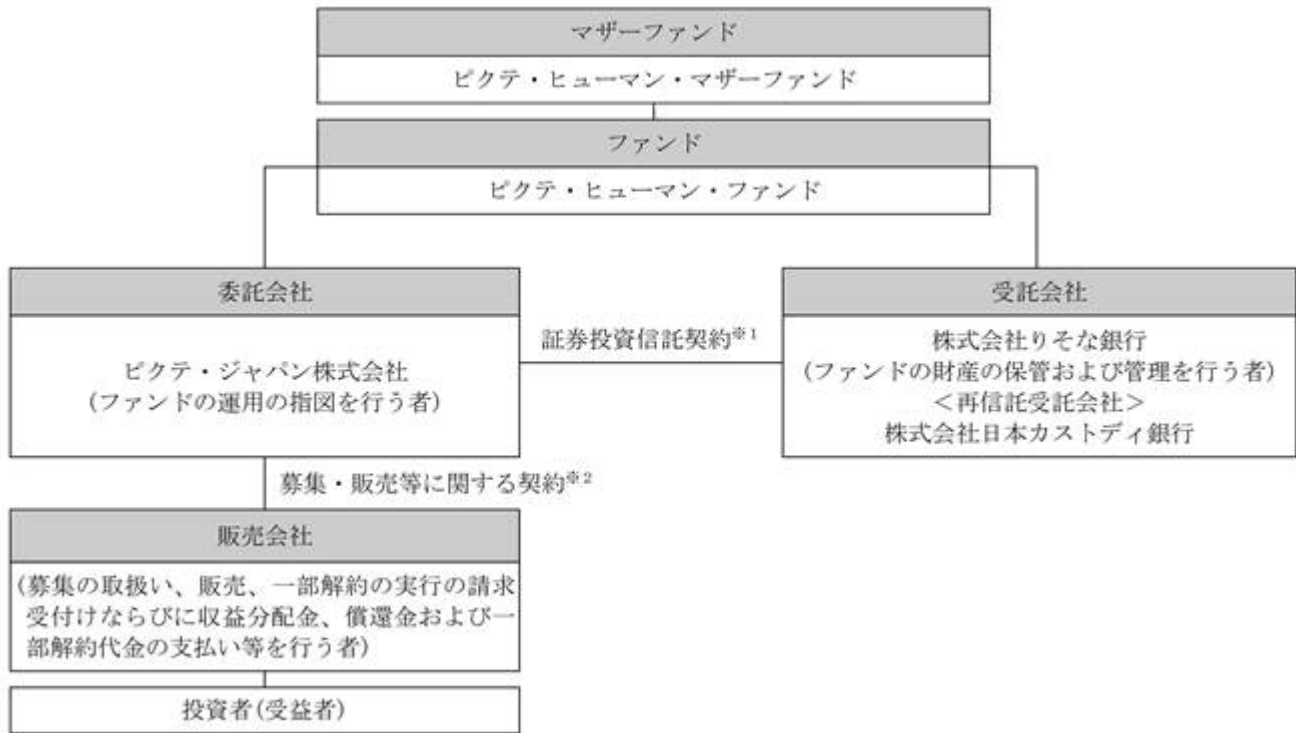 マザーファンド
ピクテ・ヒューマン・マザーファンド
ファンド
ピクテ・ヒューマン・ファンド
委託会社
ピクテ・ジャパン株式会社
(ファンドの運用の指図を行う者)
証券投資信託契約※1
受託会社
株式会社りそな銀行
(ファンドの財産の保管および管理を行う者)
<再信託受託会社>
株式会社日本カストディ銀行
募集・販売等に関する契約※2
販売会社
(募集の取扱い、販売、一部解約の実行の請求
受付けならびに収益分配金、償還金および一
部解約代金の支払い等を行う者)
投資者(受益者)